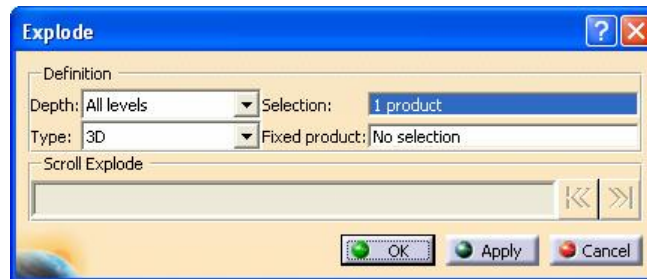 Explode
Definition
Depth: All levels Selection: 1 product
Type: 3D Fixed product: No selection
Scroll Explode
OK Apply Cancel